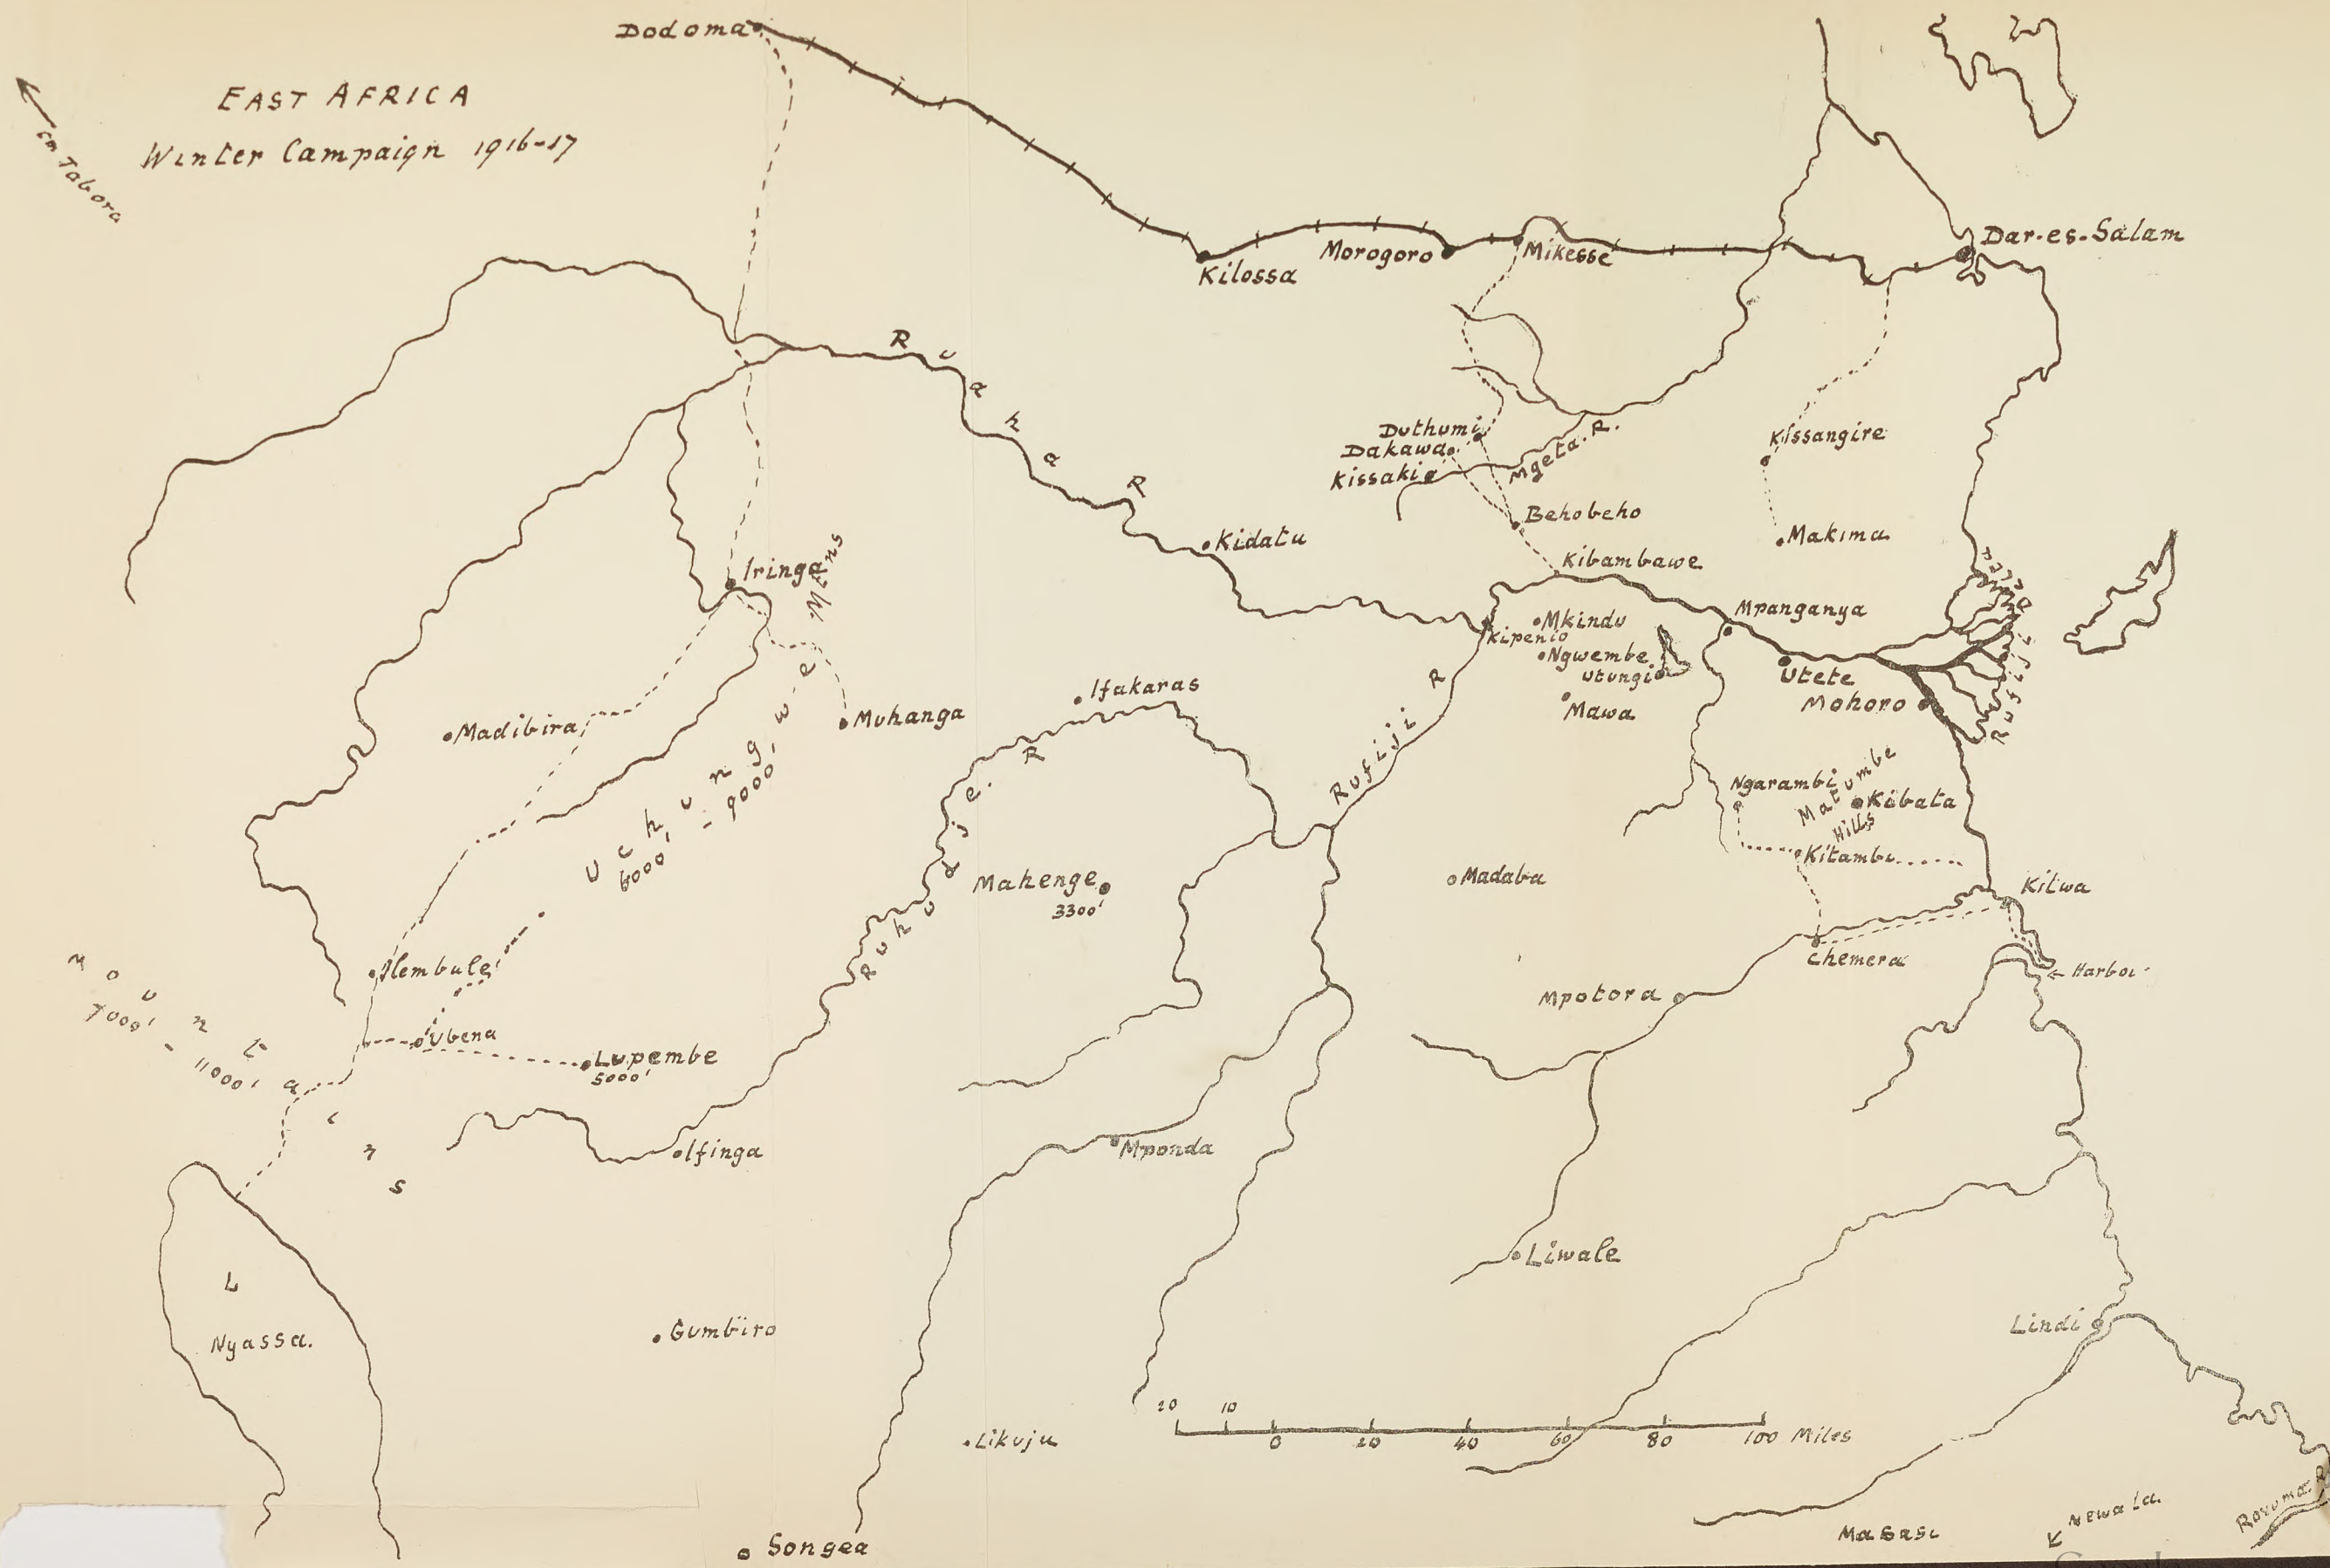 Dodoma
EAST AFRICA
Winter Campaign 1916-17
Tabora
Dar-es-Salam
Morogoro
Mikesse
Kilossa
Ruaha R
Duthumi
Dakawa
Kissaki
Mgeta. R.
Kissangire
Behobeho
Makima
Kidatu
Kibambawe
Iringa
Mtns
Mpanganya
Mkindu
Kipenio
Ngwembe
Utungi
Utete
Mohoro
Rufiji
Mawa
Ifakaras
Muhanga
Madibira
Uchungwe
6000' - 9000'
Rufiji R
Ruhudje. R
Ngarambi
Matumbe
Hills
Kibata
Kitambi
Mahenge
3300'
Madaba
Kilwa
Chemera
← Harbour
Mpotora
Ilembule
Mountains
7000' - 11000'
Ubena
Lupembe
5000'
Ifinga
Mponda
Liwale
L
Nyassa.
Gumbiro
Lindi
20 10
0 20 40 60 80 100 Miles
Likuju
Songea
Masasi
Newala
Rovuma R